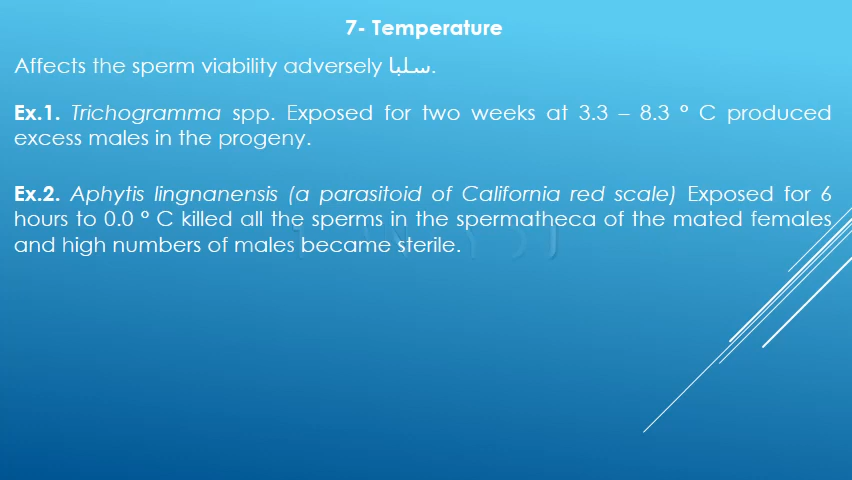 7- Temperature
Affects the sperm viability adversely سلبا.
Ex.1. Trichogramma spp. Exposed for two weeks at 3.3 – 8.3 ° C produced
excess males in the progeny.
Ex.2. Aphytis lingnanensis (a parasitoid of California red scale) Exposed for 6
hours to 0.0 ° C killed all the sperms in the spermatheca of the mated females
and high numbers of males became sterile.